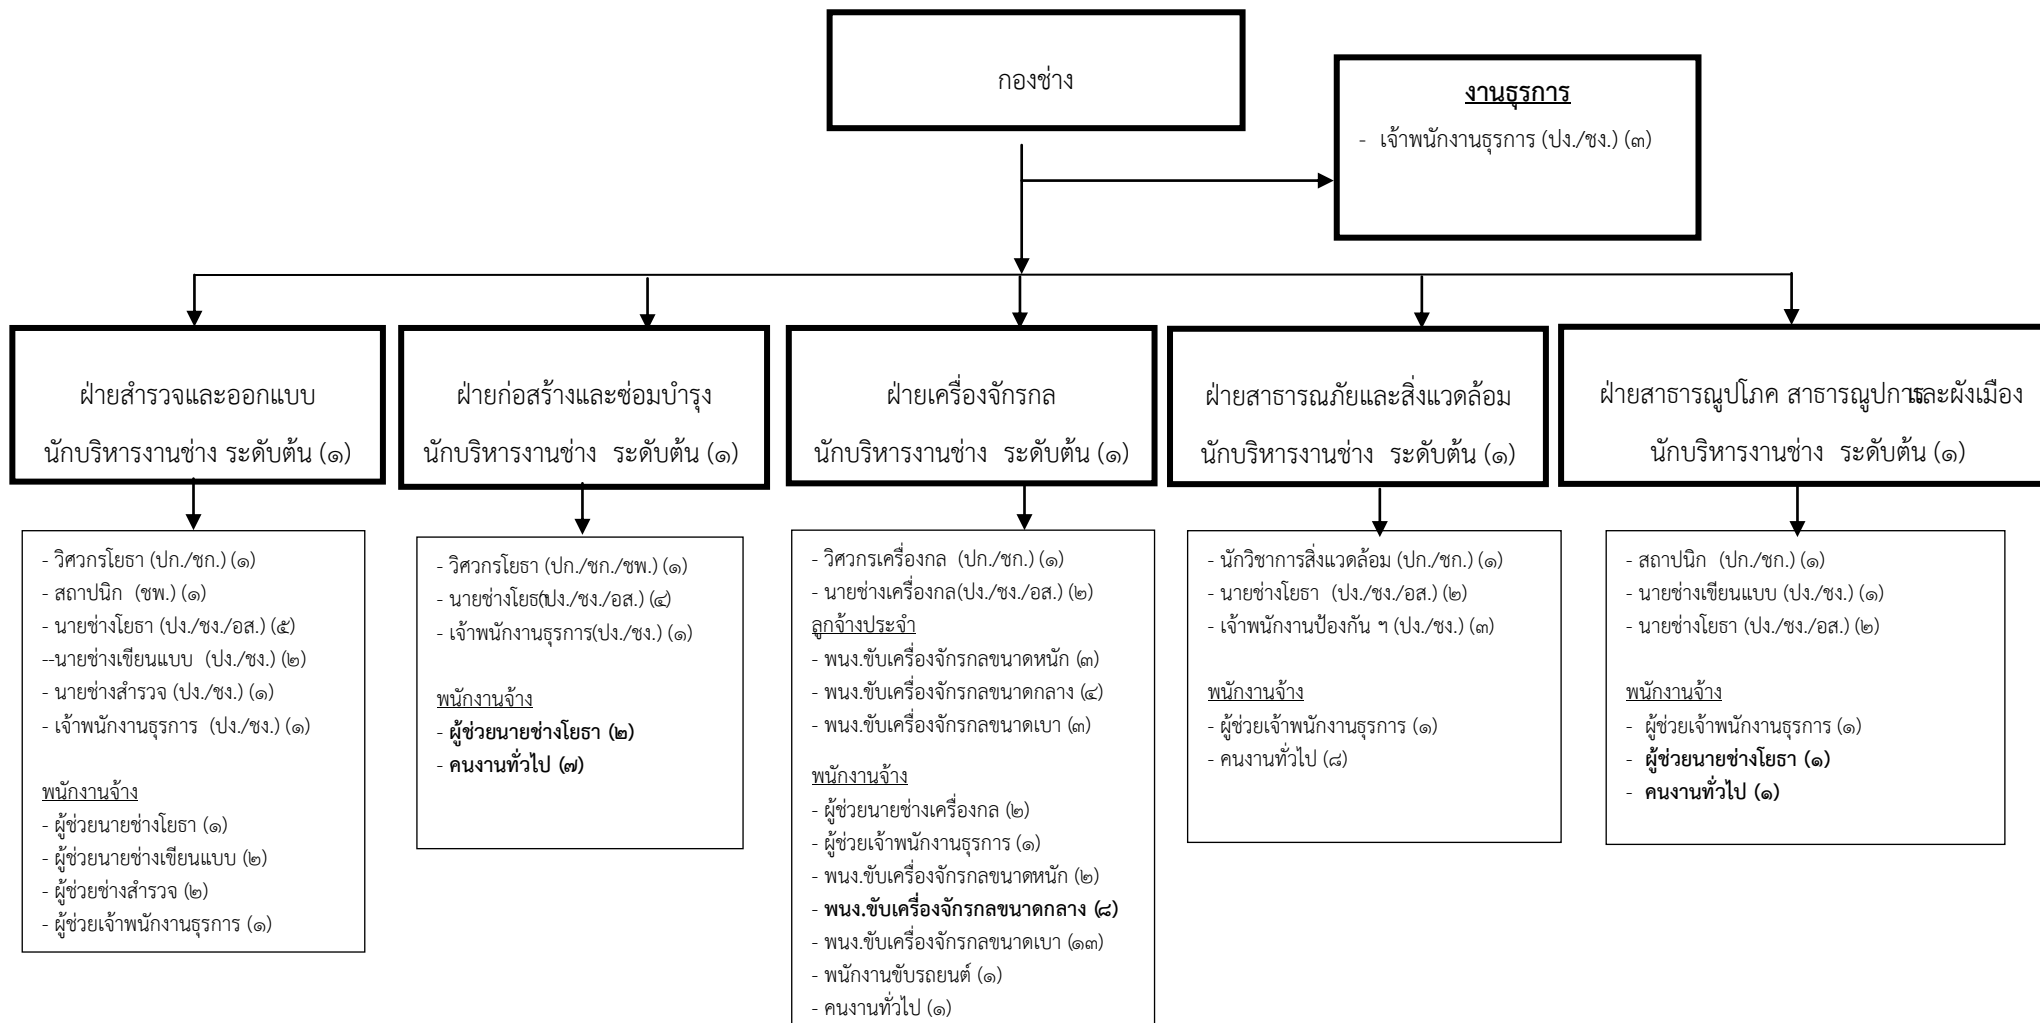 กองช่าง
งานธุรการ
- เจ้าพนักงานธุรการ (ปง./ชง.) (๓)
ฝ่ายสำรวจและออกแบบ
นักบริหารงานช่าง ระดับต้น (๑)
ฝ่ายก่อสร้างและซ่อมบำรุง
นักบริหารงานช่าง ระดับต้น (๑)
ฝ่ายเครื่องจักรกล
นักบริหารงานช่าง ระดับต้น (๑)
ฝ่ายสาธารณภัยและสิ่งแวดล้อม
นักบริหารงานช่าง ระดับต้น (๑)
ฝ่ายสาธารณูปโภค สาธารณูปการและผังเมือง
นักบริหารงานช่าง ระดับต้น (๑)
- วิศวกรโยธา (ปก./ชก.) (๑)
- สถาปนิก (ชพ.) (๑)
- นายช่างโยธา (ปง./ชง./อส.) (๕)
--นายช่างเขียนแบบ (ปง./ชง.) (๒)
- นายช่างสำรวจ (ปง./ชง.) (๑)
- เจ้าพนักงานธุรการ (ปง./ชง.) (๑)
พนักงานจ้าง
- ผู้ช่วยนายช่างโยธา (๑)
- ผู้ช่วยนายช่างเขียนแบบ (๒)
- ผู้ช่วยช่างสำรวจ (๒)
- ผู้ช่วยเจ้าพนักงานธุรการ (๑)
- วิศวกรโยธา (ปก./ชก./ชพ.) (๑)
- นายช่างโยธา(ปง./ชง./อส.) (๔)
- เจ้าพนักงานธุรการ(ปง./ชง.) (๑)
พนักงานจ้าง
- ผู้ช่วยนายช่างโยธา (๒)
- คนงานทั่วไป (๗)
- วิศวกรเครื่องกล (ปก./ชก.) (๑)
- นายช่างเครื่องกล(ปง./ชง./อส.) (๒)
ลูกจ้างประจำ
- พนง.ขับเครื่องจักรกลขนาดหนัก (๓)
- พนง.ขับเครื่องจักรกลขนาดกลาง (๔)
- พนง.ขับเครื่องจักรกลขนาดเบา (๓)
พนักงานจ้าง
- ผู้ช่วยนายช่างเครื่องกล (๒)
- ผู้ช่วยเจ้าพนักงานธุรการ (๑)
- พนง.ขับเครื่องจักรกลขนาดหนัก (๒)
- พนง.ขับเครื่องจักรกลขนาดกลาง (๘)
- พนง.ขับเครื่องจักรกลขนาดเบา (๑๓)
- พนักงานขับรถยนต์ (๑)
- คนงานทั่วไป (๑)
- นักวิชาการสิ่งแวดล้อม (ปก./ชก.) (๑)
- นายช่างโยธา (ปง./ชง./อส.) (๒)
- เจ้าพนักงานป้องกัน ฯ (ปง./ชง.) (๓)
พนักงานจ้าง
- ผู้ช่วยเจ้าพนักงานธุรการ (๑)
- คนงานทั่วไป (๘)
- สถาปนิก (ปก./ชก.) (๑)
- นายช่างเขียนแบบ (ปง./ชง.) (๑)
- นายช่างโยธา (ปง./ชง./อส.) (๒)
พนักงานจ้าง
- ผู้ช่วยเจ้าพนักงานธุรการ (๑)
- ผู้ช่วยนายช่างโยธา (๑)
- คนงานทั่วไป (๑)